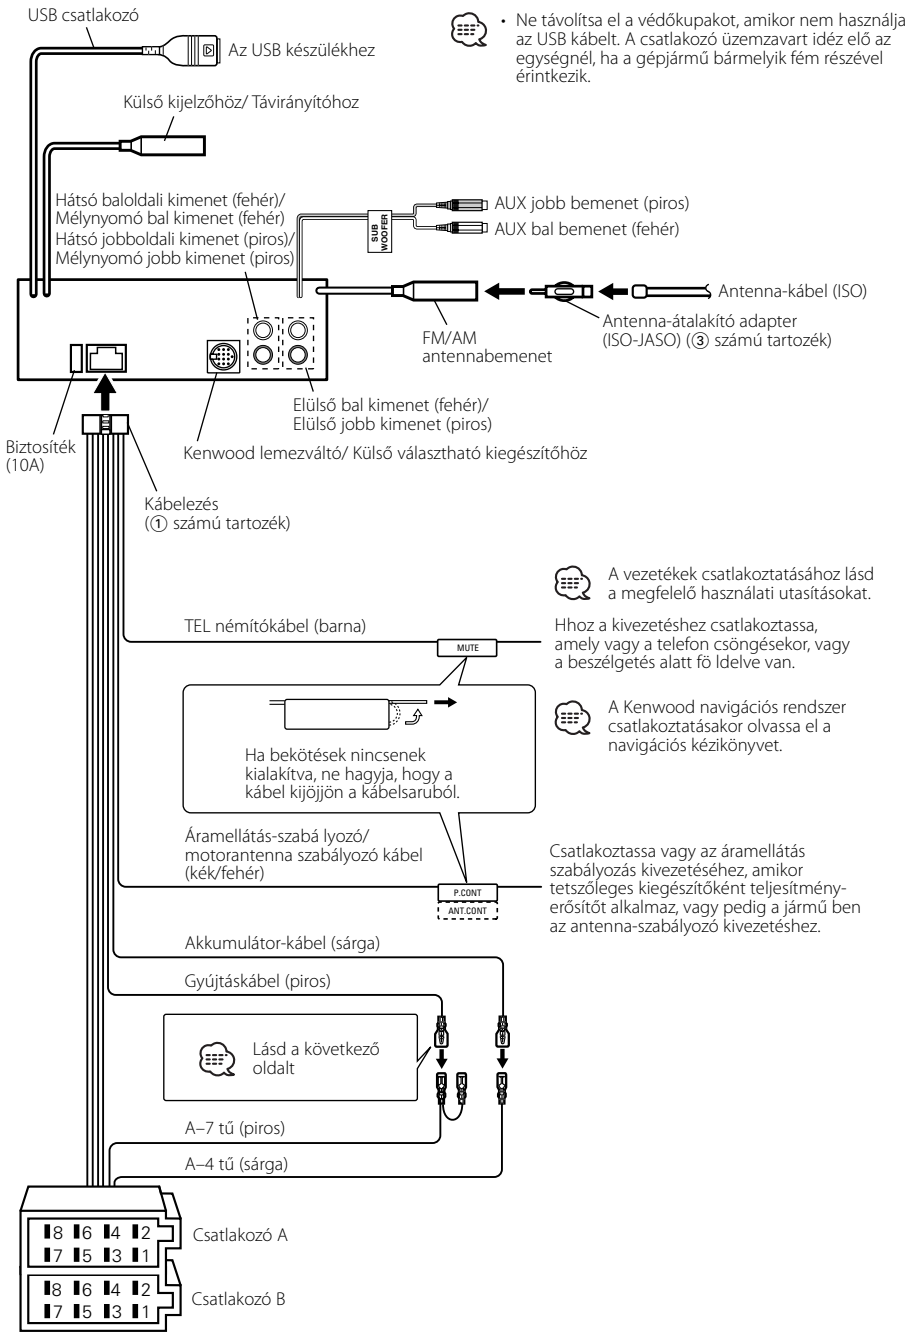 USB csatlakozó
Az USB készülékhez
• Ne távolítsa el a védőkupakot, amikor nem használja
az USB kábelt. A csatlakozó üzemzavart idéz elő az
egységnél, ha a gépjármű bármelyik fém részével
érintkezik.
Külső kijelzőhöz/ Távirányítóhoz
Hátsó baloldali kimenet (fehér)/
Mélynyomó bal kimenet (fehér)
Hátsó jobboldali kimenet (piros)/
Mélynyomó jobb kimenet (piros)
SUB
WOOFER
AUX jobb bemenet (piros)
AUX bal bemenet (fehér)
Antenna-kábel (ISO)
Antenna-átalakító adapter
(ISO-JASO) (③ számú tartozék)
FM/AM
antennabemenet
Elülső bal kimenet (fehér)/
Elülső jobb kimenet (piros)
Kenwood lemezváltó/ Külső választható kiegészítőhöz
Biztosíték
(10A)
Kábelezés
(① számú tartozék)
A vezetékek csatlakoztatásához lásd
a megfelelő használati utasításokat.
TEL némítókábel (barna)
MUTE
Hhoz a kivezetéshez csatlakoztassa,
amely vagy a telefon csöngésekor, vagy
a beszélgetés alatt fö ldelve van.
A Kenwood navigációs rendszer
csatlakoztatásakor olvassa el a
navigációs kézikönyvet.
Ha bekötések nincsenek
kialakítva, ne hagyja, hogy a
kábel kijöjjön a kábelsaruból.
Áramellátás-szabá lyozó/
motorantenna szabályozó kábel
(kék/fehér)
P.CONT
ANT.CONT
Csatlakoztassa vagy az áramellátás
szabályozás kivezetéséhez, amikor
tetszőleges kiegészítőként teljesítmény-
erősítőt alkalmaz, vagy pedig a jármű ben
az antenna-szabályozó kivezetéshez.
Akkumulátor-kábel (sárga)
Gyújtáskábel (piros)
Lásd a következő
oldalt
A–7 tű (piros)
A–4 tű (sárga)
8 6 4 2
7 5 3 1
Csatlakozó A
8 6 4 2
7 5 3 1
Csatlakozó B